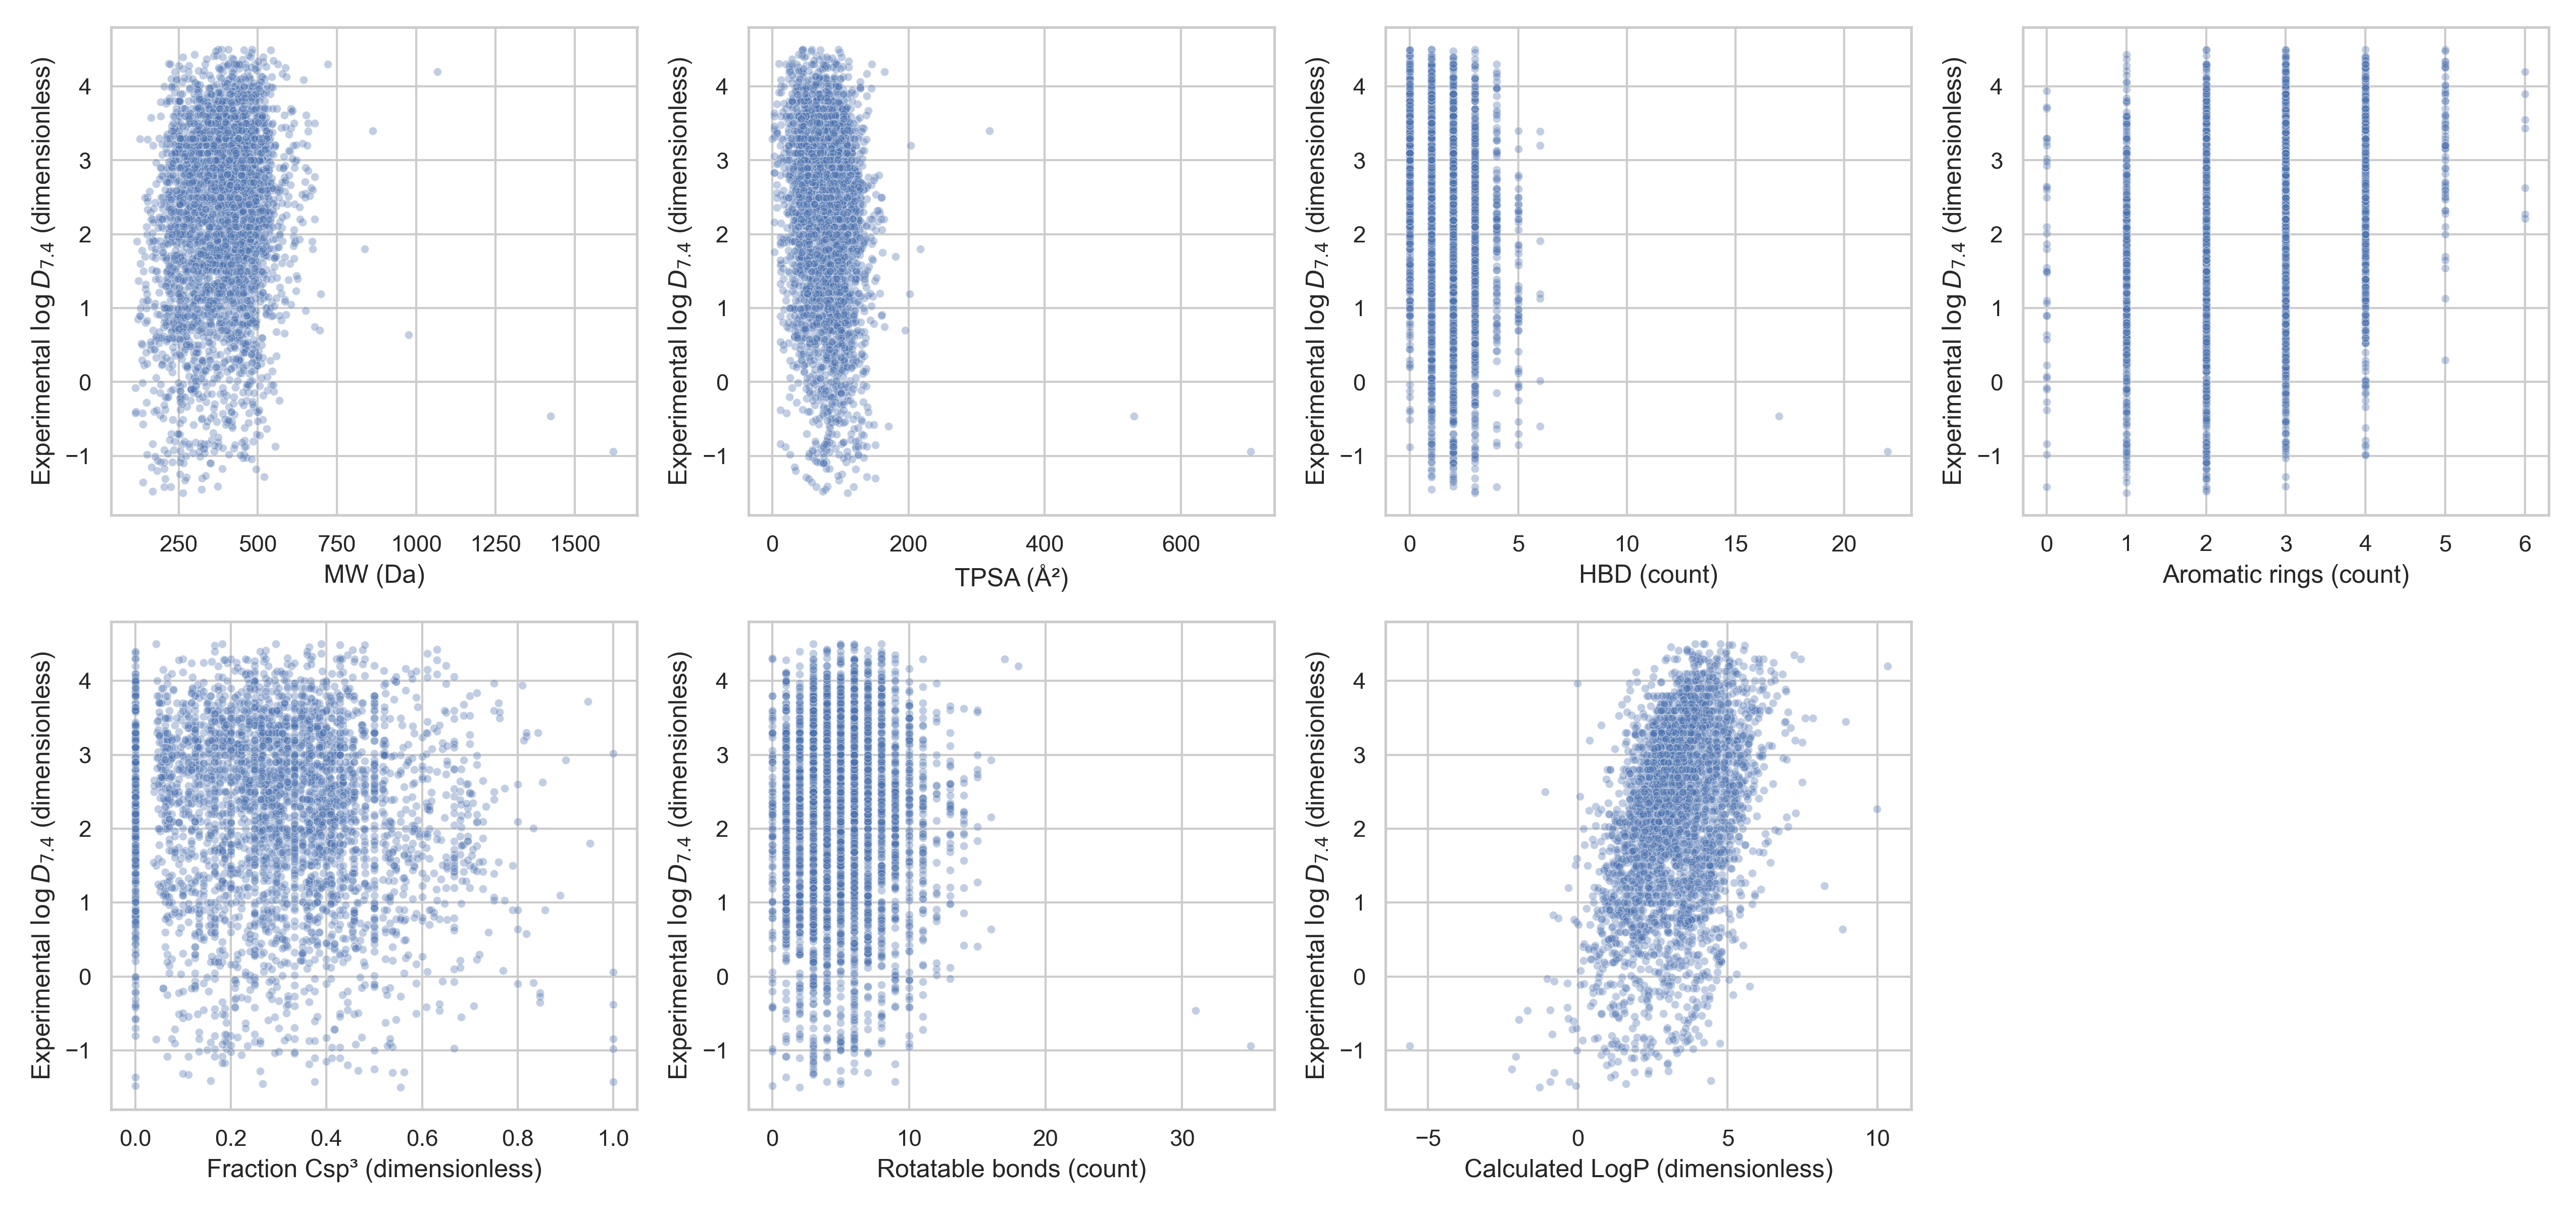 Experimental log D7.4 (dimensionless)
4
3
2
1
0
−1
250 500 750 1000 1250 1500
MW (Da)
Experimental log D7.4 (dimensionless)
4
3
2
1
0
−1
0 200 400 600
TPSA (Å²)
Experimental log D7.4 (dimensionless)
4
3
2
1
0
−1
0 5 10 15 20
HBD (count)
Experimental log D7.4 (dimensionless)
4
3
2
1
0
−1
0 1 2 3 4 5 6
Aromatic rings (count)
Experimental log D7.4 (dimensionless)
4
3
2
1
0
−1
0.0 0.2 0.4 0.6 0.8 1.0
Fraction Csp³ (dimensionless)
Experimental log D7.4 (dimensionless)
4
3
2
1
0
−1
0 10 20 30
Rotatable bonds (count)
Experimental log D7.4 (dimensionless)
4
3
2
1
0
−1
−5 0 5 10
Calculated LogP (dimensionless)